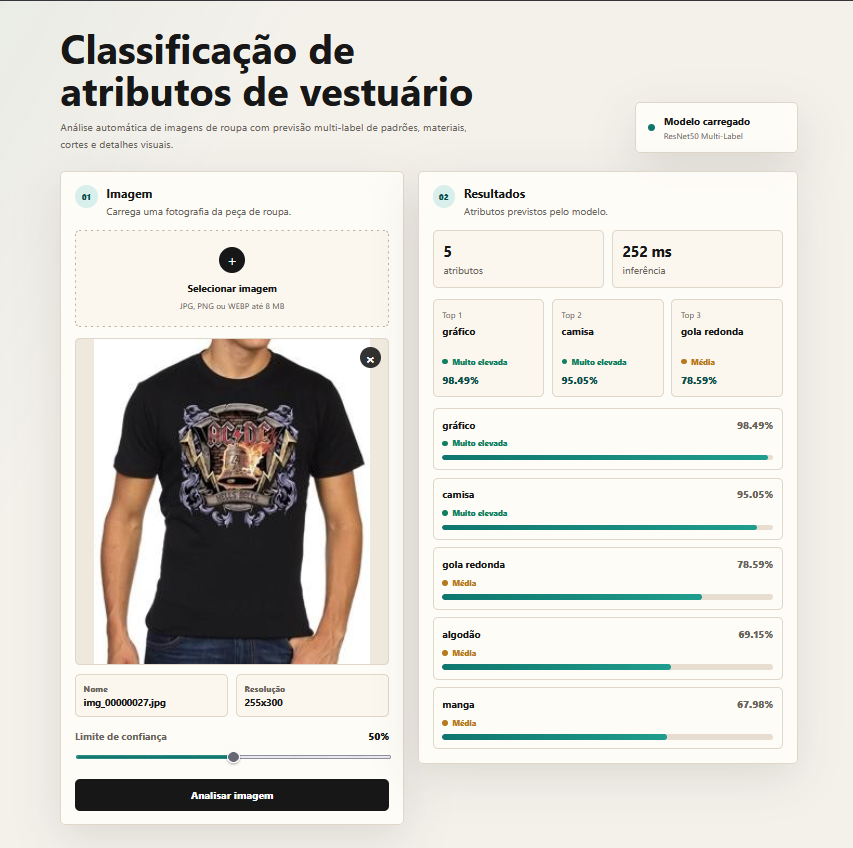 Classificação de
atributos de vestuário
Análise automática de imagens de roupa com previsão multi-label de padrões, materiais,
cortes e detalhes visuais.
Modelo carregado
ResNet50 Multi-Label
01
Imagem
Carrega uma fotografia da peça de roupa.
+
Selecionar imagem
JPG, PNG ou WEBP até 8 MB
×
AC/DC
HELLS BELLS
Nome
img_00000027.jpg
Resolução
255x300
Limite de confiança
50%
Analisar imagem
02
Resultados
Atributos previstos pelo modelo.
5
atributos
252 ms
inferência
Top 1
gráfico
Muito elevada
98.49%
Top 2
camisa
Muito elevada
95.05%
Top 3
gola redonda
Média
78.59%
gráfico
98.49%
Muito elevada
camisa
95.05%
Muito elevada
gola redonda
78.59%
Média
algodão
69.15%
Média
manga
67.98%
Média